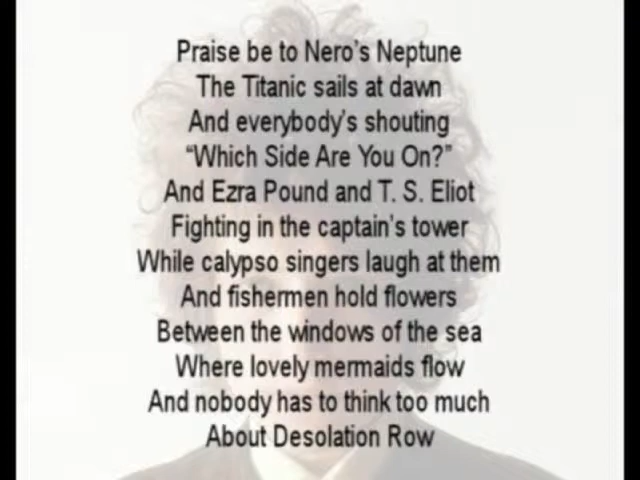 Praise be to Nero's Neptune
The Titanic sails at dawn
And everybody's shouting
“Which Side Are You On?”
And Ezra Pound and T. S. Eliot
Fighting in the captain's tower
While calypso singers laugh at them
And fishermen hold flowers
Between the windows of the sea
Where lovely mermaids flow
And nobody has to think too much
About Desolation Row